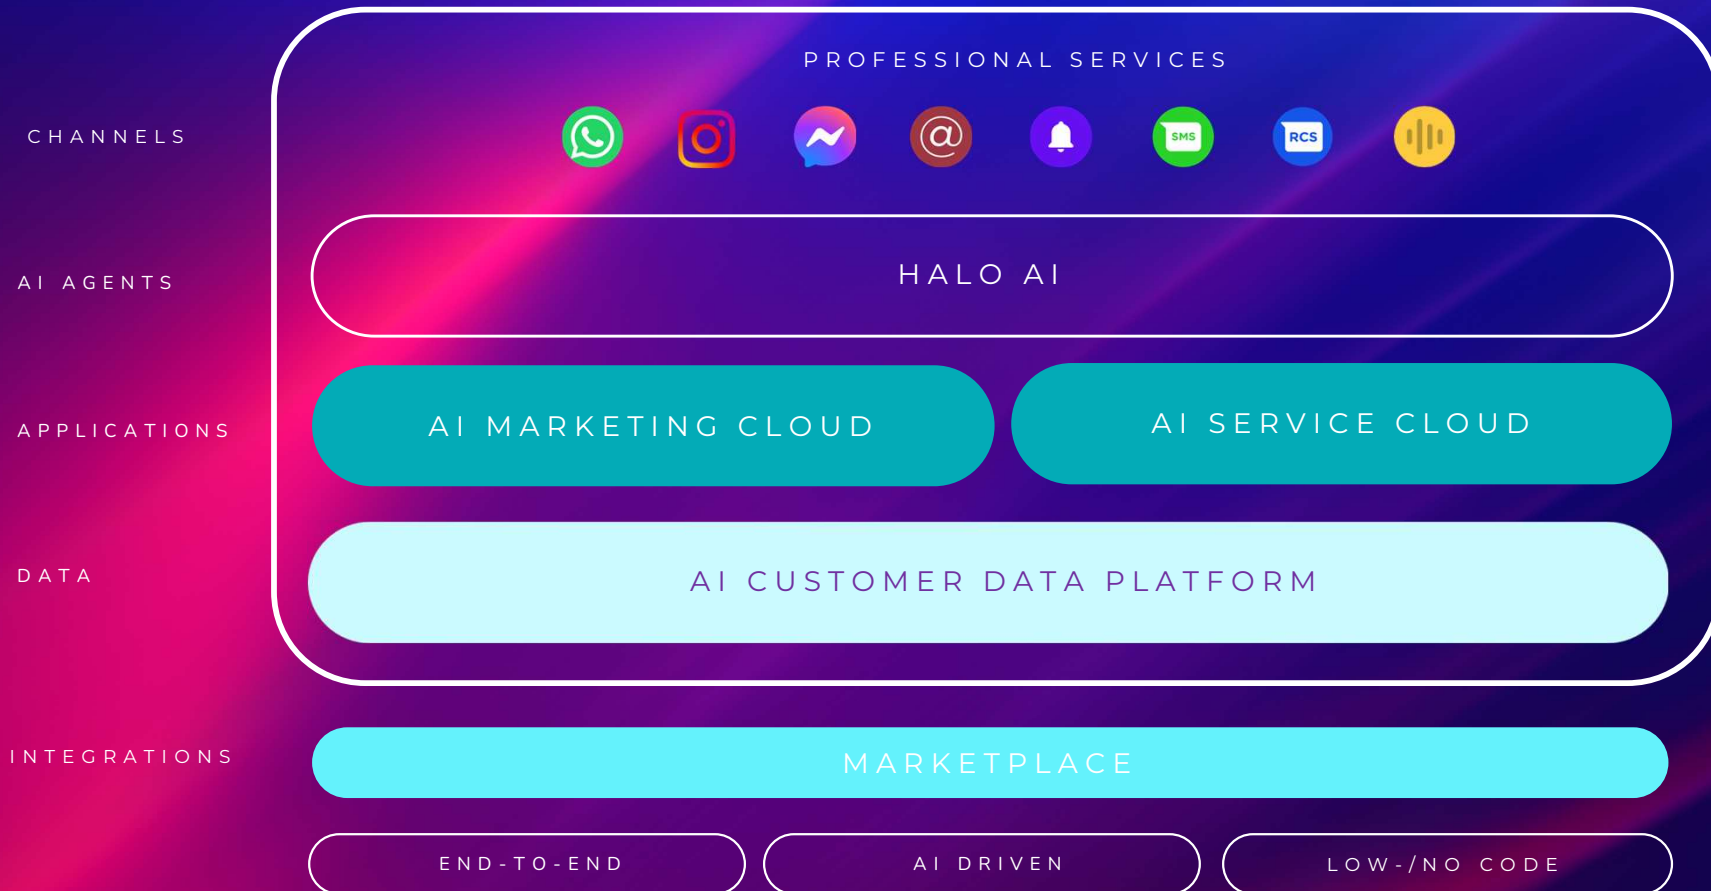 PROFESSIONAL SERVICES
CHANNELS
@
SMS
RCS
AI AGENTS
HALO AI
APPLICATIONS
AI MARKETING CLOUD
AI SERVICE CLOUD
DATA
AI CUSTOMER DATA PLATFORM
INTEGRATIONS
MARKETPLACE
END-TO-END
AI DRIVEN
LOW-/NO CODE